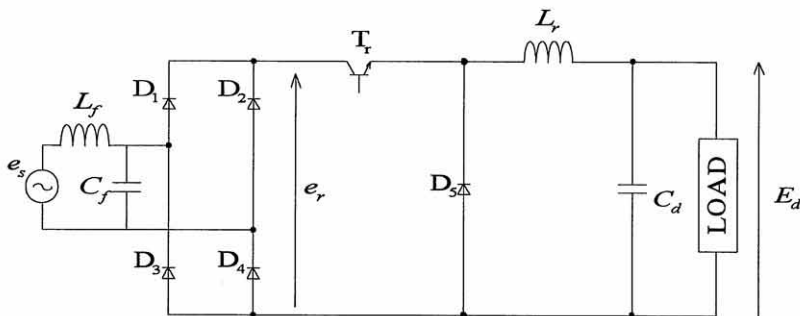 L_r
T_r
D_1
D_2
L_f
e_s
C_f
e_r
D_5
C_d
LOAD
E_d
D_3
D_4